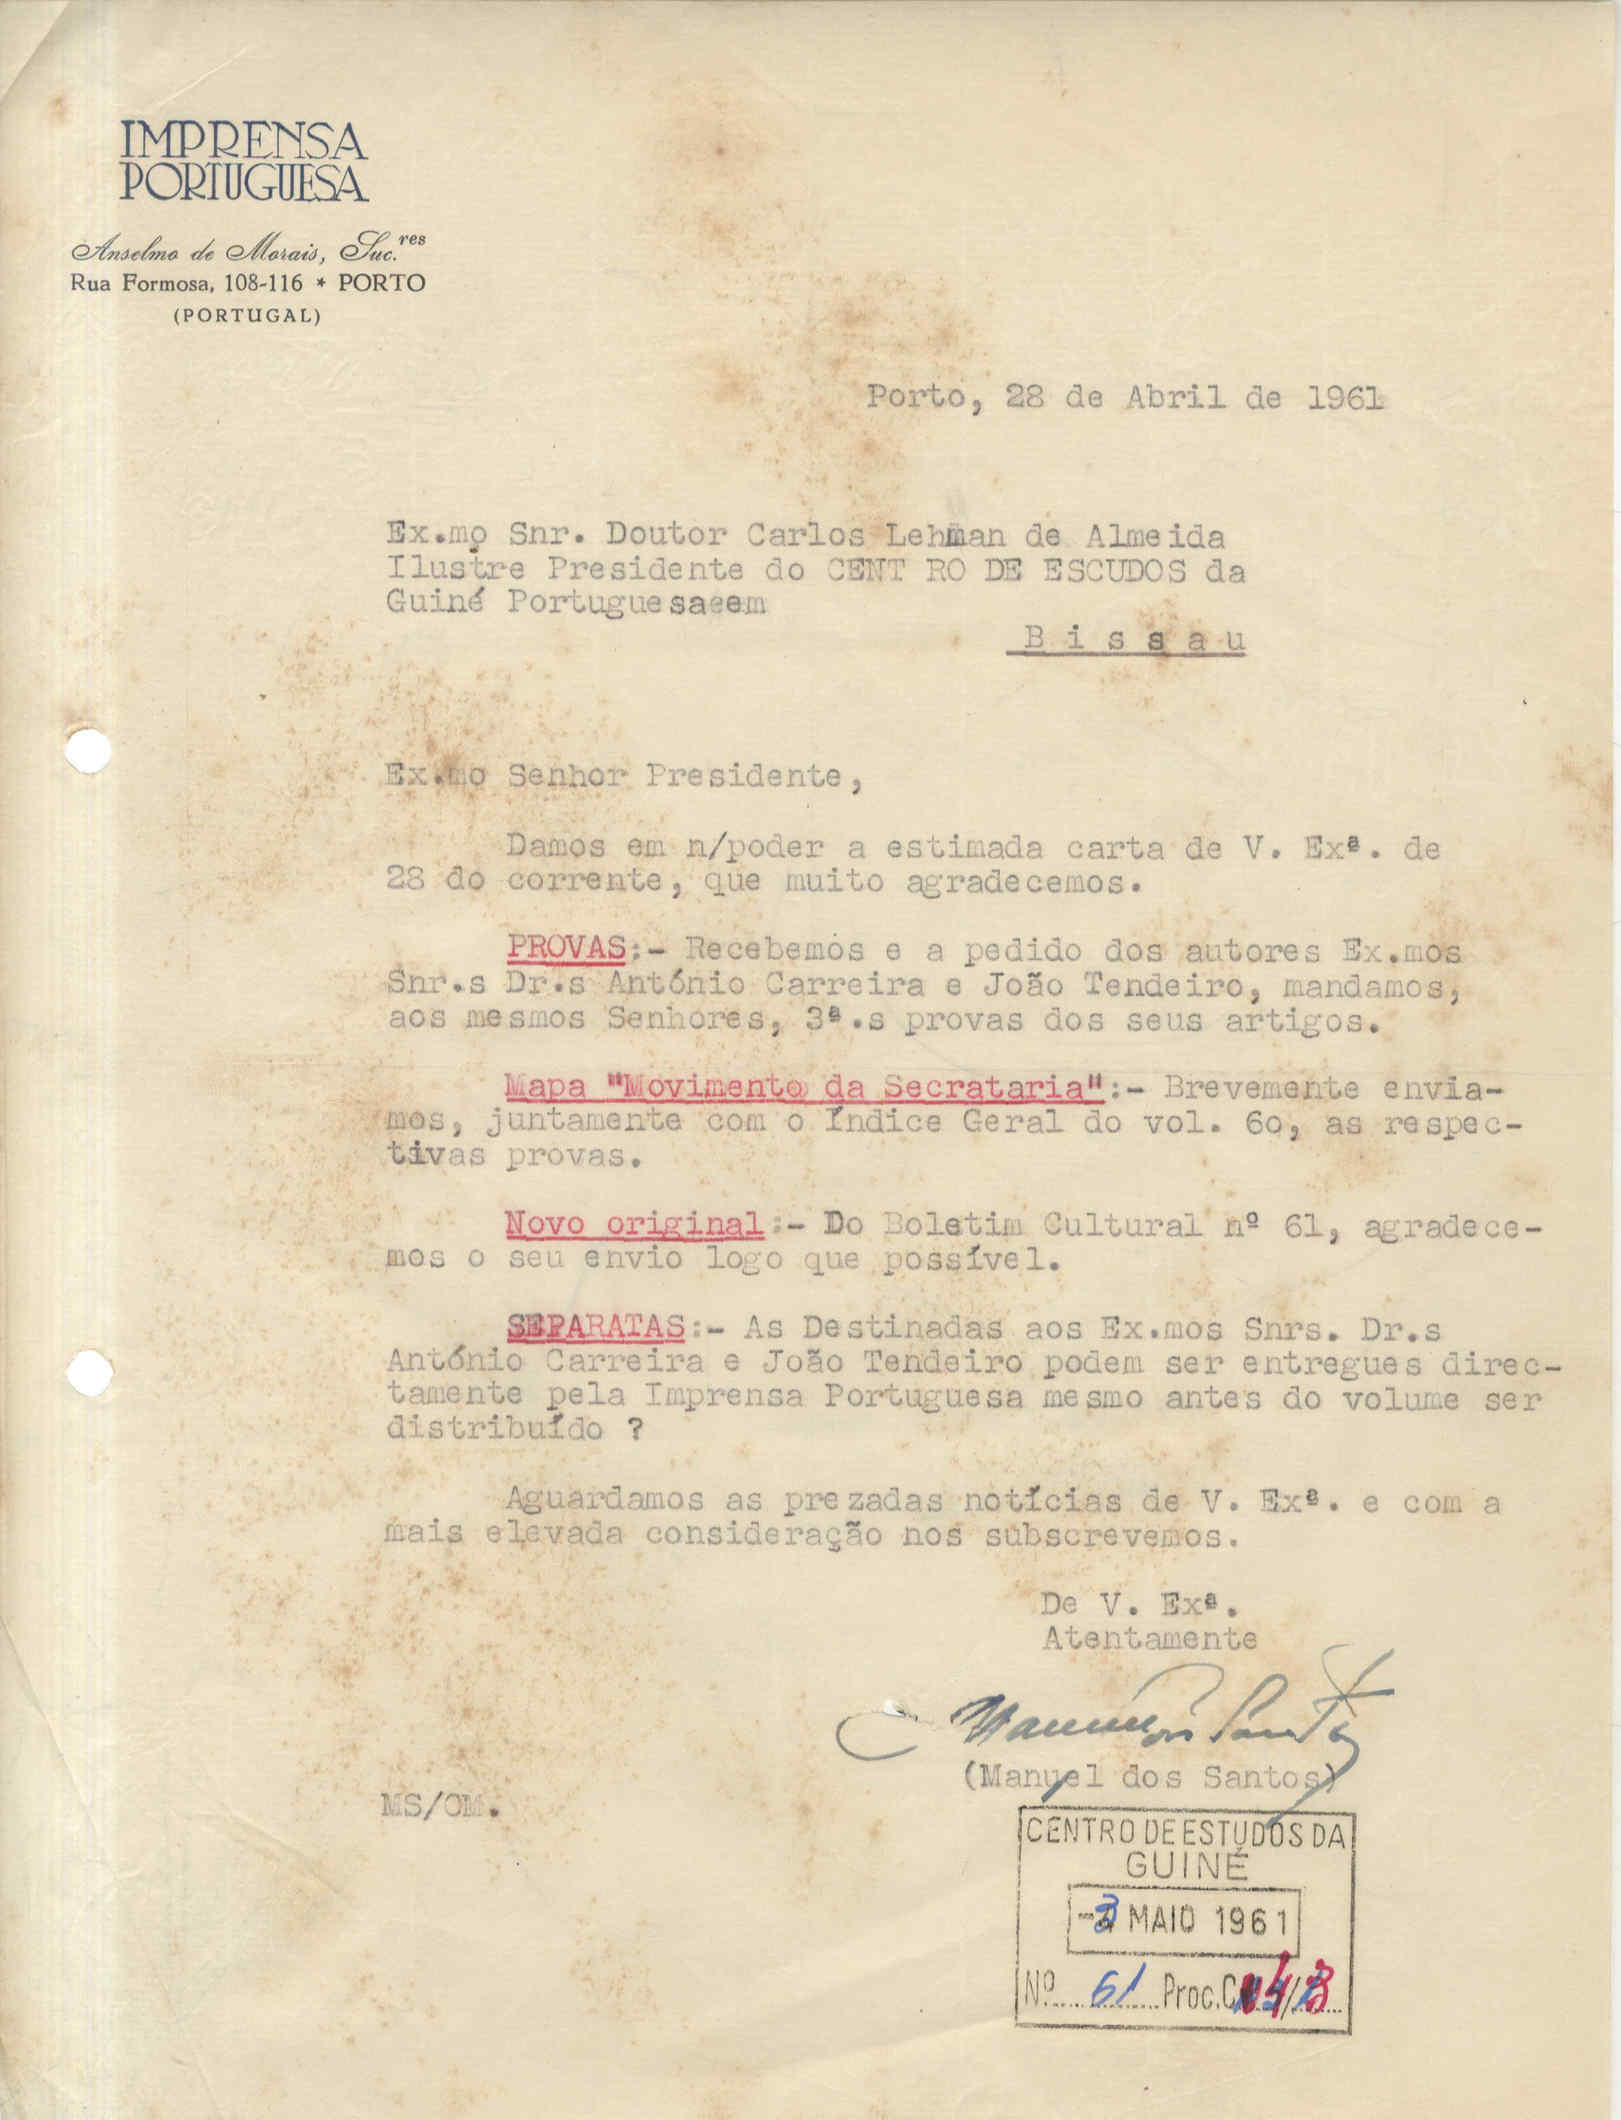 IMPRENSA
PORTUGUESA
Anselmo de Morais, Suc.res
Rua Formosa, 108-116 * PORTO
(PORTUGAL)
Porto, 28 de Abril de 1961
Ex.mo Snr. Doutor Carlos Lehman de Almeida
Ilustre Presidente do CENT RO DE ESCUDOS da
Guiné Portuguesaeem
B i s s a u
Ex.mo Senhor Presidente,
Damos em n/poder a estimada carta de V. Exª. de
28 do corrente, que muito agradecemos.
PROVAS:- Recebemos e a pedido dos autores Ex.mos
Snr.s Dr.s António Carreira e João Tendeiro, mandamos,
aos mesmos Senhores, 3ª.s provas dos seus artigos.
Mapa "Movimento da Secrataria":- Brevemente envia-
mos, juntamente com o Índice Geral do vol. 60, as respec-
tivas provas.
Novo original:- Do Boletim Cultural nº 61, agradece-
mos o seu envio logo que possível.
SEPARATAS:- As Destinadas aos Ex.mos Snrs. Dr.s
António Carreira e João Tendeiro podem ser entregues direc-
tamente pela Imprensa Portuguesa mesmo antes do volume ser
distribuído ?
Aguardamos as prezadas notícias de V. Exª. e com a
mais elevada consideração nos subscrevemos.
De V. Exª.
Atentamente
(Manuel dos Santos)
MS/OM.
CENTRO DE ESTUDOS DA
GUINÉ
-3 MAIO 1961
Nº 61 Proc.